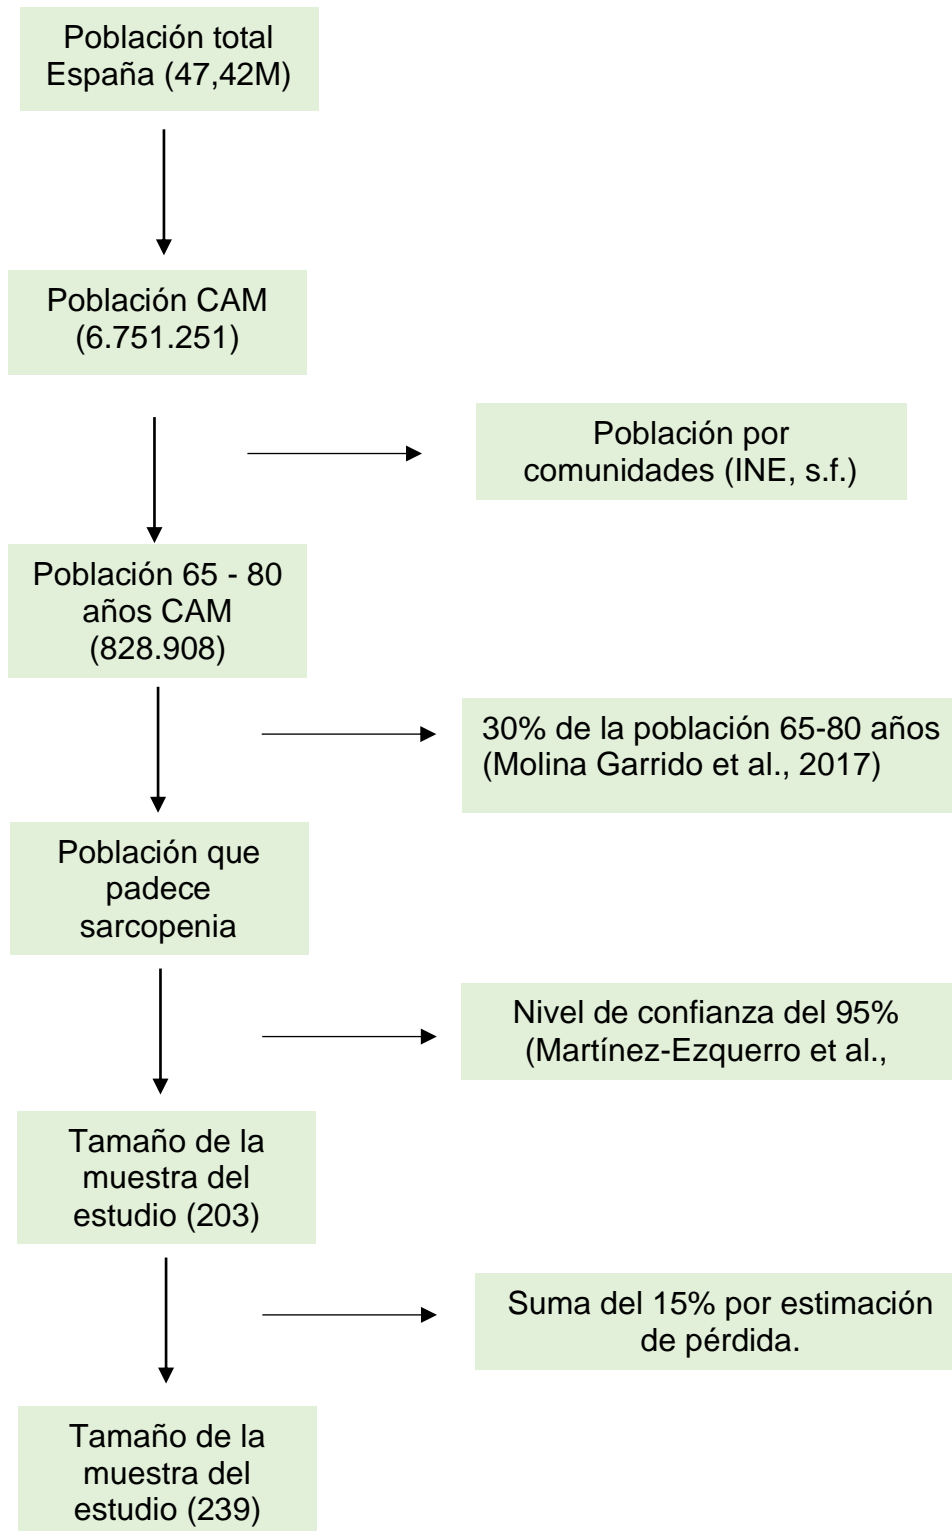 Población total
España (47,42M)
Población CAM
(6.751.251)
Población por
comunidades (INE, s.f.)
Población 65 - 80
años CAM
(828.908)
30% de la población 65-80 años
(Molina Garrido et al., 2017)
Población que
padece
sarcopenia
Nivel de confianza del 95%
(Martínez-Ezquerro et al.,
Tamaño de la
muestra del
estudio (203)
Suma del 15% por estimación
de pérdida.
Tamaño de la
muestra del
estudio (239)